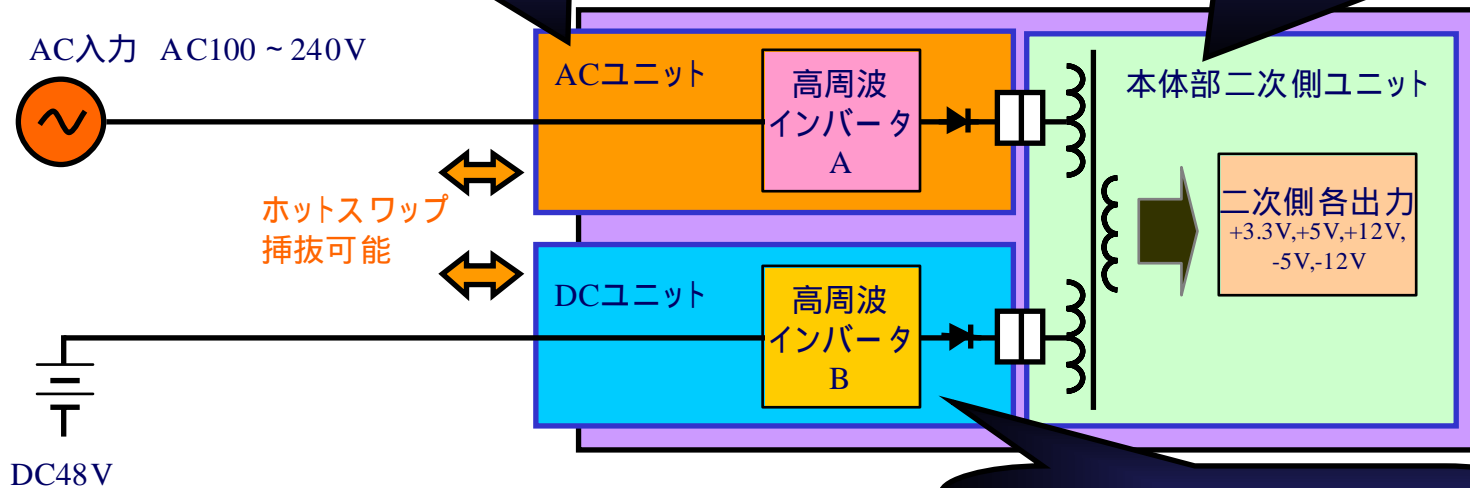 AC入力 AC100~240V
ACユニット
高周波
インバータ
A
本体部二次側ユニット
ホットスワップ
挿抜可能
二次側各出力
+3.3V,+5V,+12V,
-5V,-12V
DCユニット
高周波
インバータ
B
DC48V